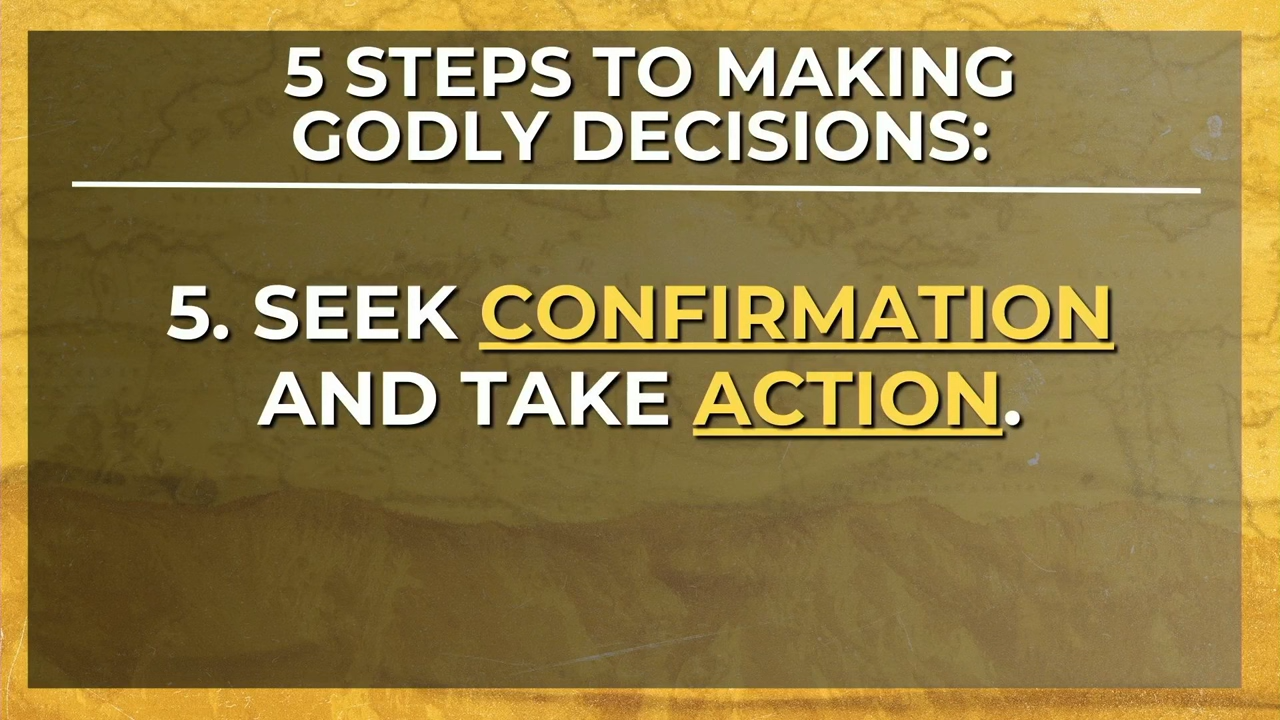 5 STEPS TO MAKING
GODLY DECISIONS:
5. SEEK CONFIRMATION
AND TAKE ACTION.